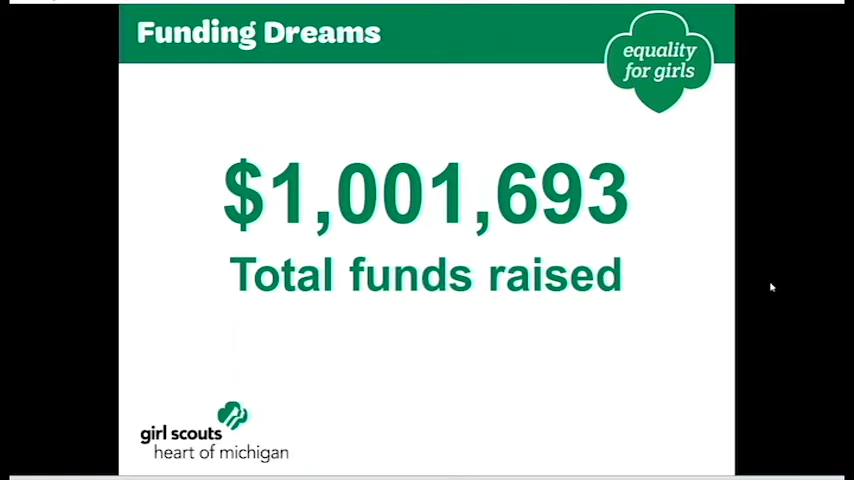 Funding Dreams
equality
for girls
$1,001,693
Total funds raised
girl scouts
heart of michigan